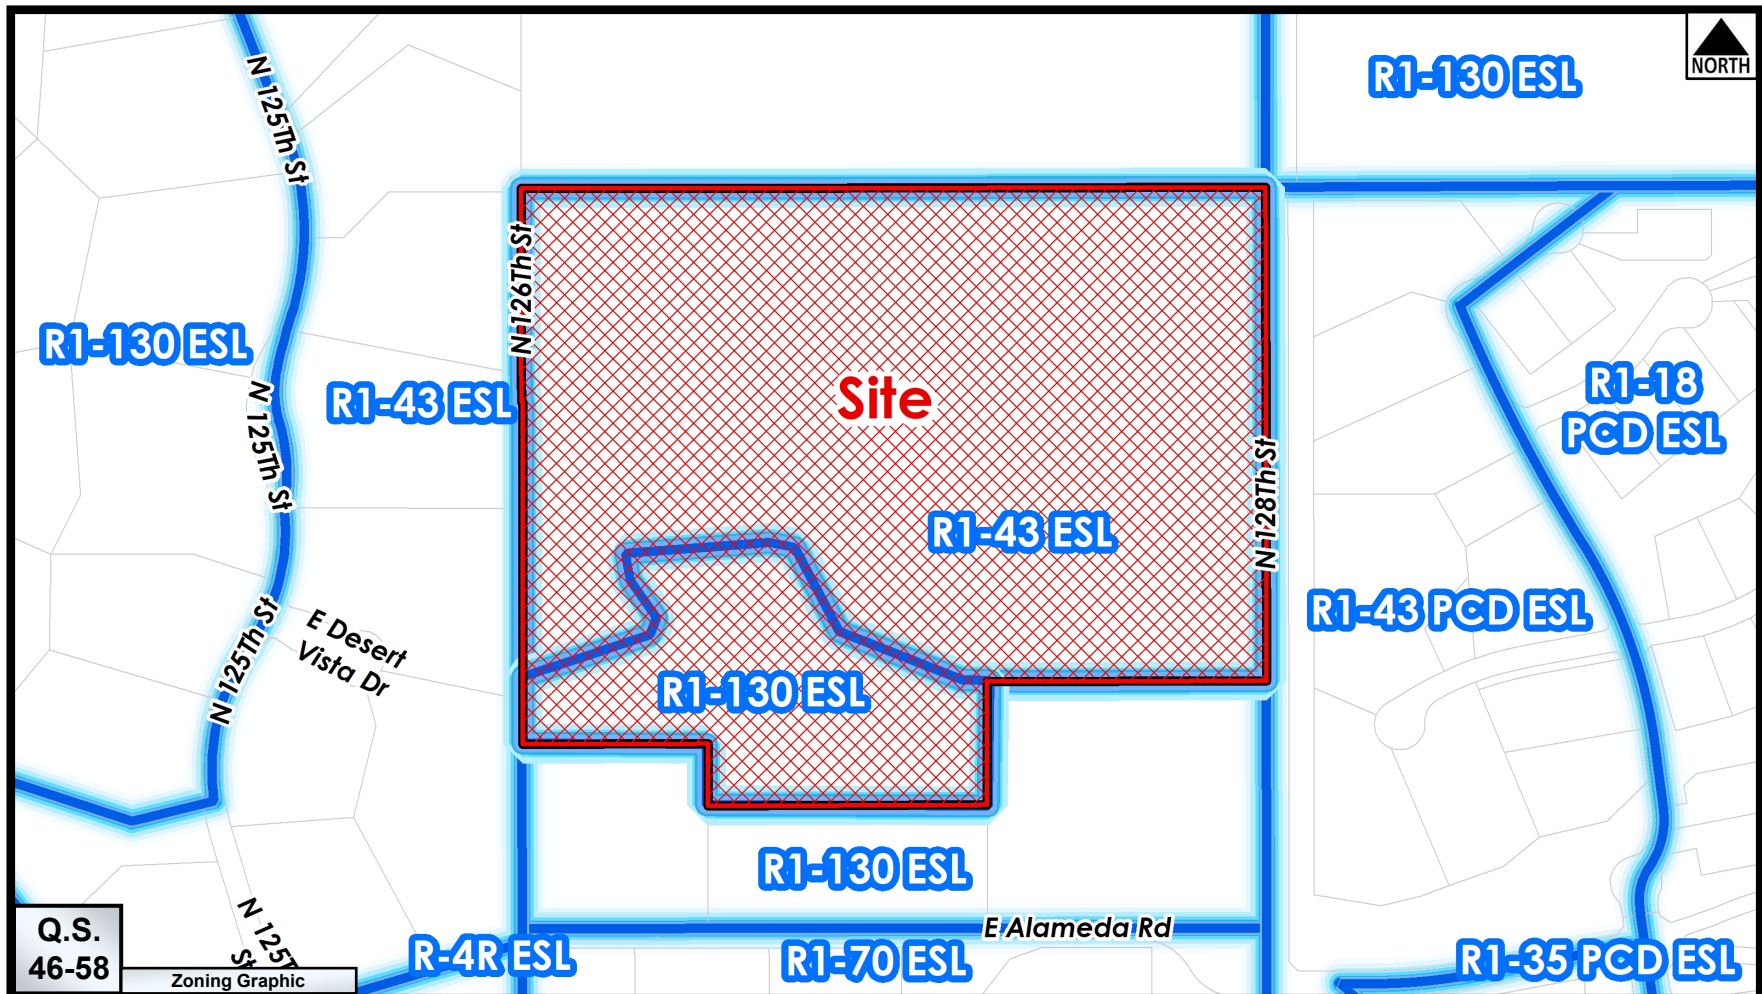 NORTH
R1-130 ESL
N 125Th St
N 126Th St
R1-130 ESL
R1-43 ESL
Site
R1-18
PCD ESL
N 125Th St
N 128Th St
R1-43 ESL
R1-43 PCD ESL
N 125Th St
E Desert
Vista Dr
R1-130 ESL
R1-130 ESL
E Alameda Rd
N 125T
St
R-4R ESL
R1-70 ESL
R1-35 PCD ESL
Q.S.
46-58
Zoning Graphic